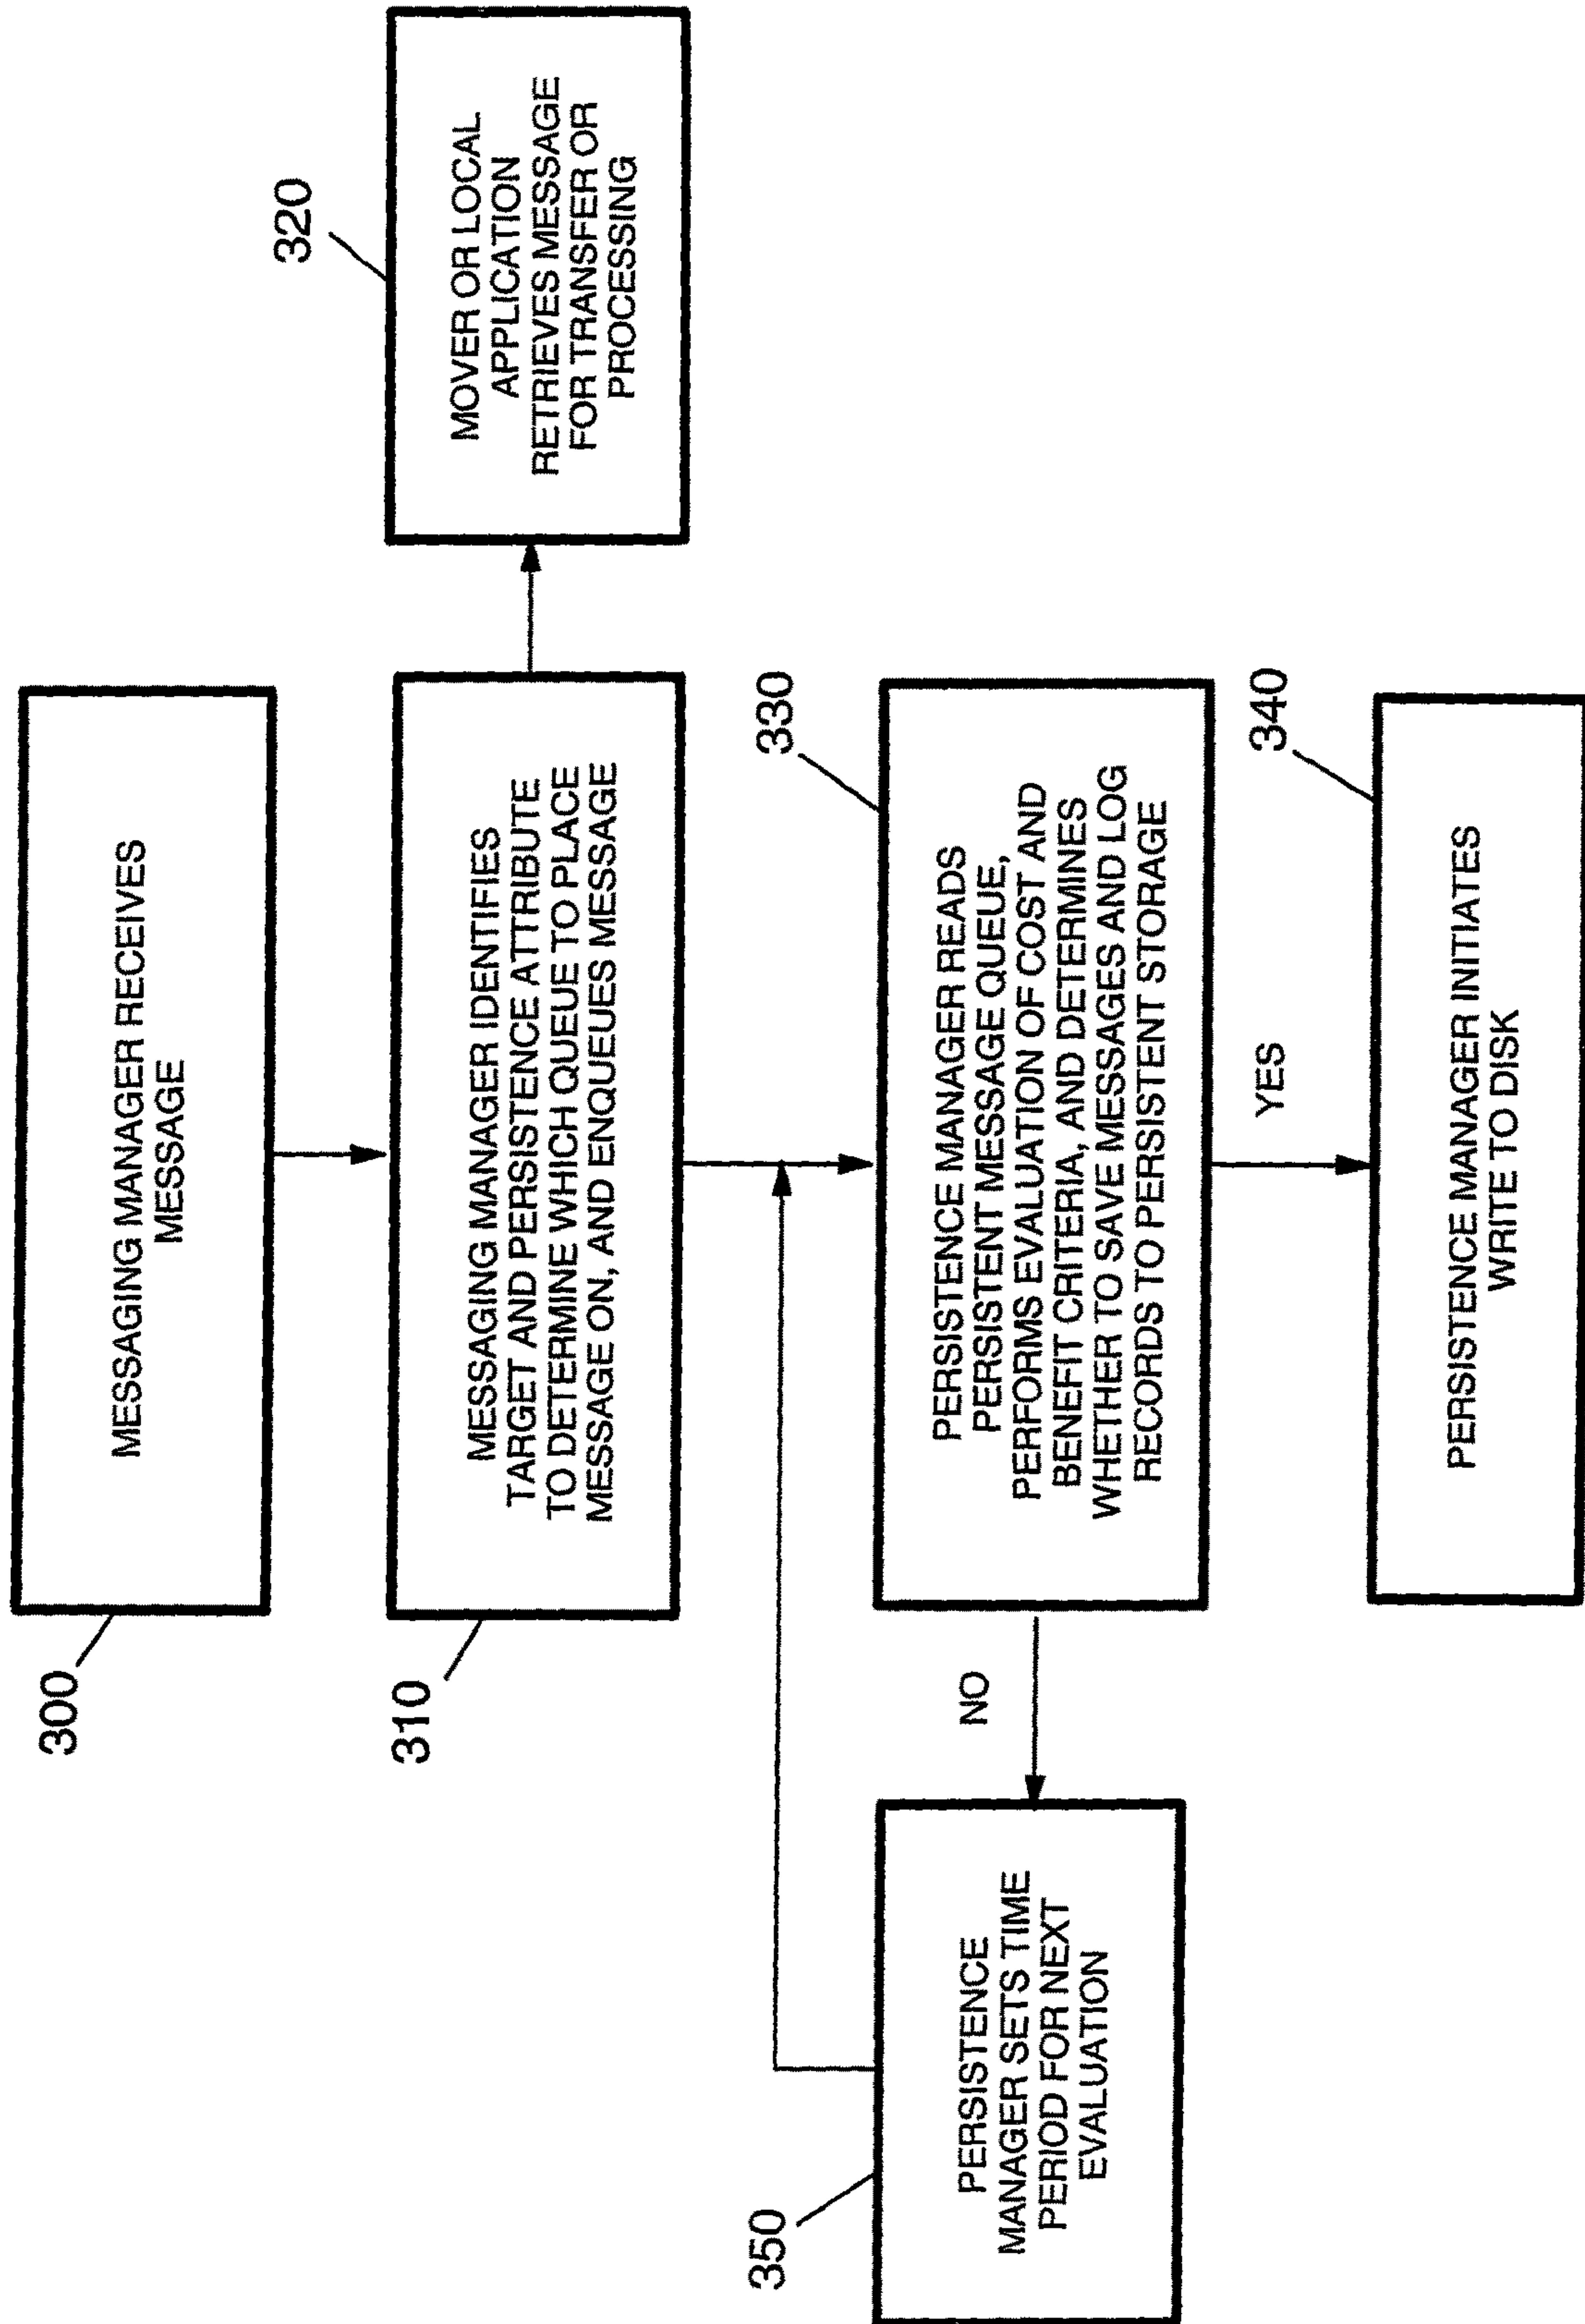 300
MESSAGING MANAGER RECEIVES
MESSAGE
310
MESSAGING MANAGER IDENTIFIES
TARGET AND PERSISTENCE ATTRIBUTE
TO DETERMINE WHICH QUEUE TO PLACE
MESSAGE ON, AND ENQUEUES MESSAGE
320
MOVER OR LOCAL
APPLICATION
RETRIEVES MESSAGE
FOR TRANSFER OR
PROCESSING
330
PERSISTENCE MANAGER READS
PERSISTENT MESSAGE QUEUE,
PERFORMS EVALUATION OF COST AND
BENEFIT CRITERIA, AND DETERMINES
WHETHER TO SAVE MESSAGES AND LOG
RECORDS TO PERSISTENT STORAGE
NO
350
PERSISTENCE
MANAGER SETS TIME
PERIOD FOR NEXT
EVALUATION
YES
340
PERSISTENCE MANAGER INITIATES
WRITE TO DISK